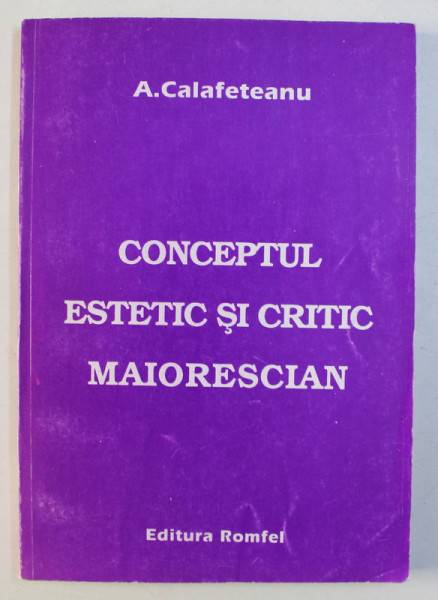 A.Calafeteanu
CONCEPTUL
ESTETIC ŞI CRITIC
MAIORESCIAN
Editura Romfel